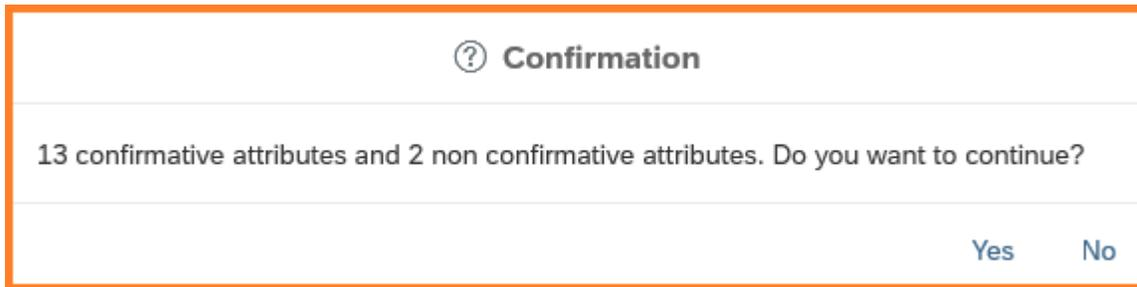 Confirmation
13 confirmative attributes and 2 non confirmative attributes. Do you want to continue?
Yes No